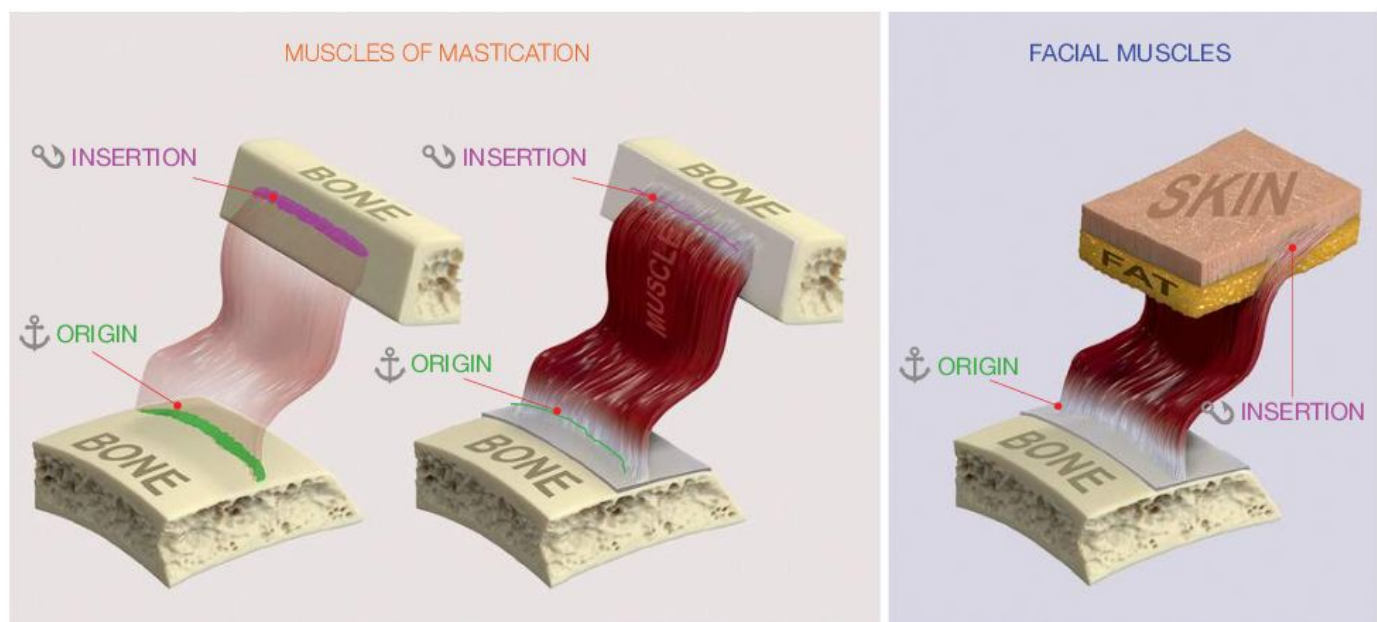 MUSCLES OF MASTICATION
INSERTION
BONE
ORIGIN
BONE
INSERTION
BONE
MUSCLE
ORIGIN
BONE
FACIAL MUSCLES
SKIN
FAT
ORIGIN
INSERTION
BONE